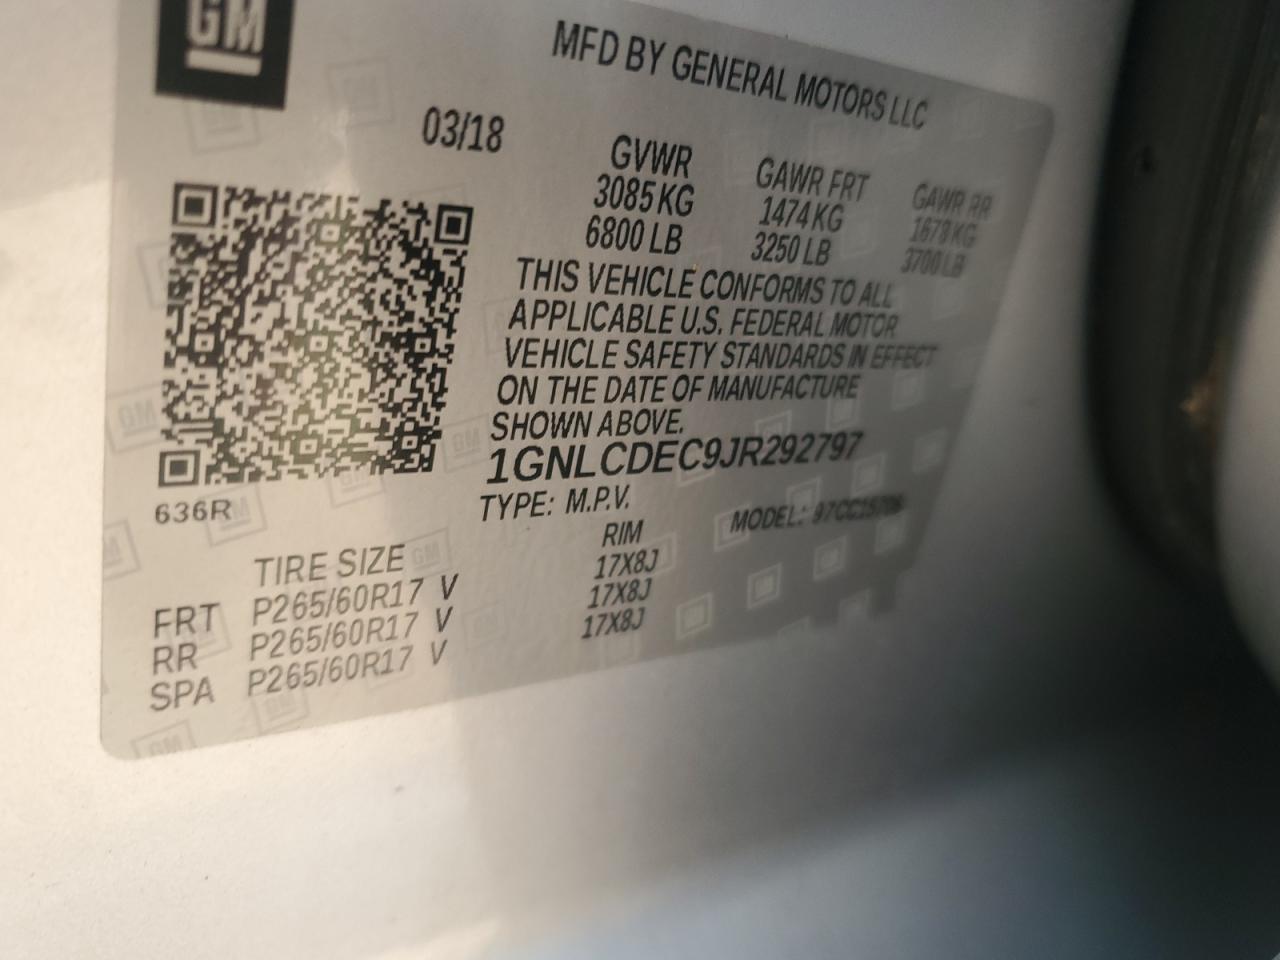 GM
MFD BY GENERAL MOTORS LLC
03/18
GVWR GAWR FRT GAWR RR
3085 KG 1474 KG 1678 KG
6800 LB 3250 LB 3700 LB
THIS VEHICLE CONFORMS TO ALL
APPLICABLE U.S. FEDERAL MOTOR
VEHICLE SAFETY STANDARDS IN EFFECT
ON THE DATE OF MANUFACTURE
SHOWN ABOVE.
1GNLCDEC9JR292797
TYPE: M.P.V. MODEL:
636R
TIRE SIZE RIM
FRT P265/60R17 V 17X8J
RR P265/60R17 V 17X8J
SPA P265/60R17 V 17X8J